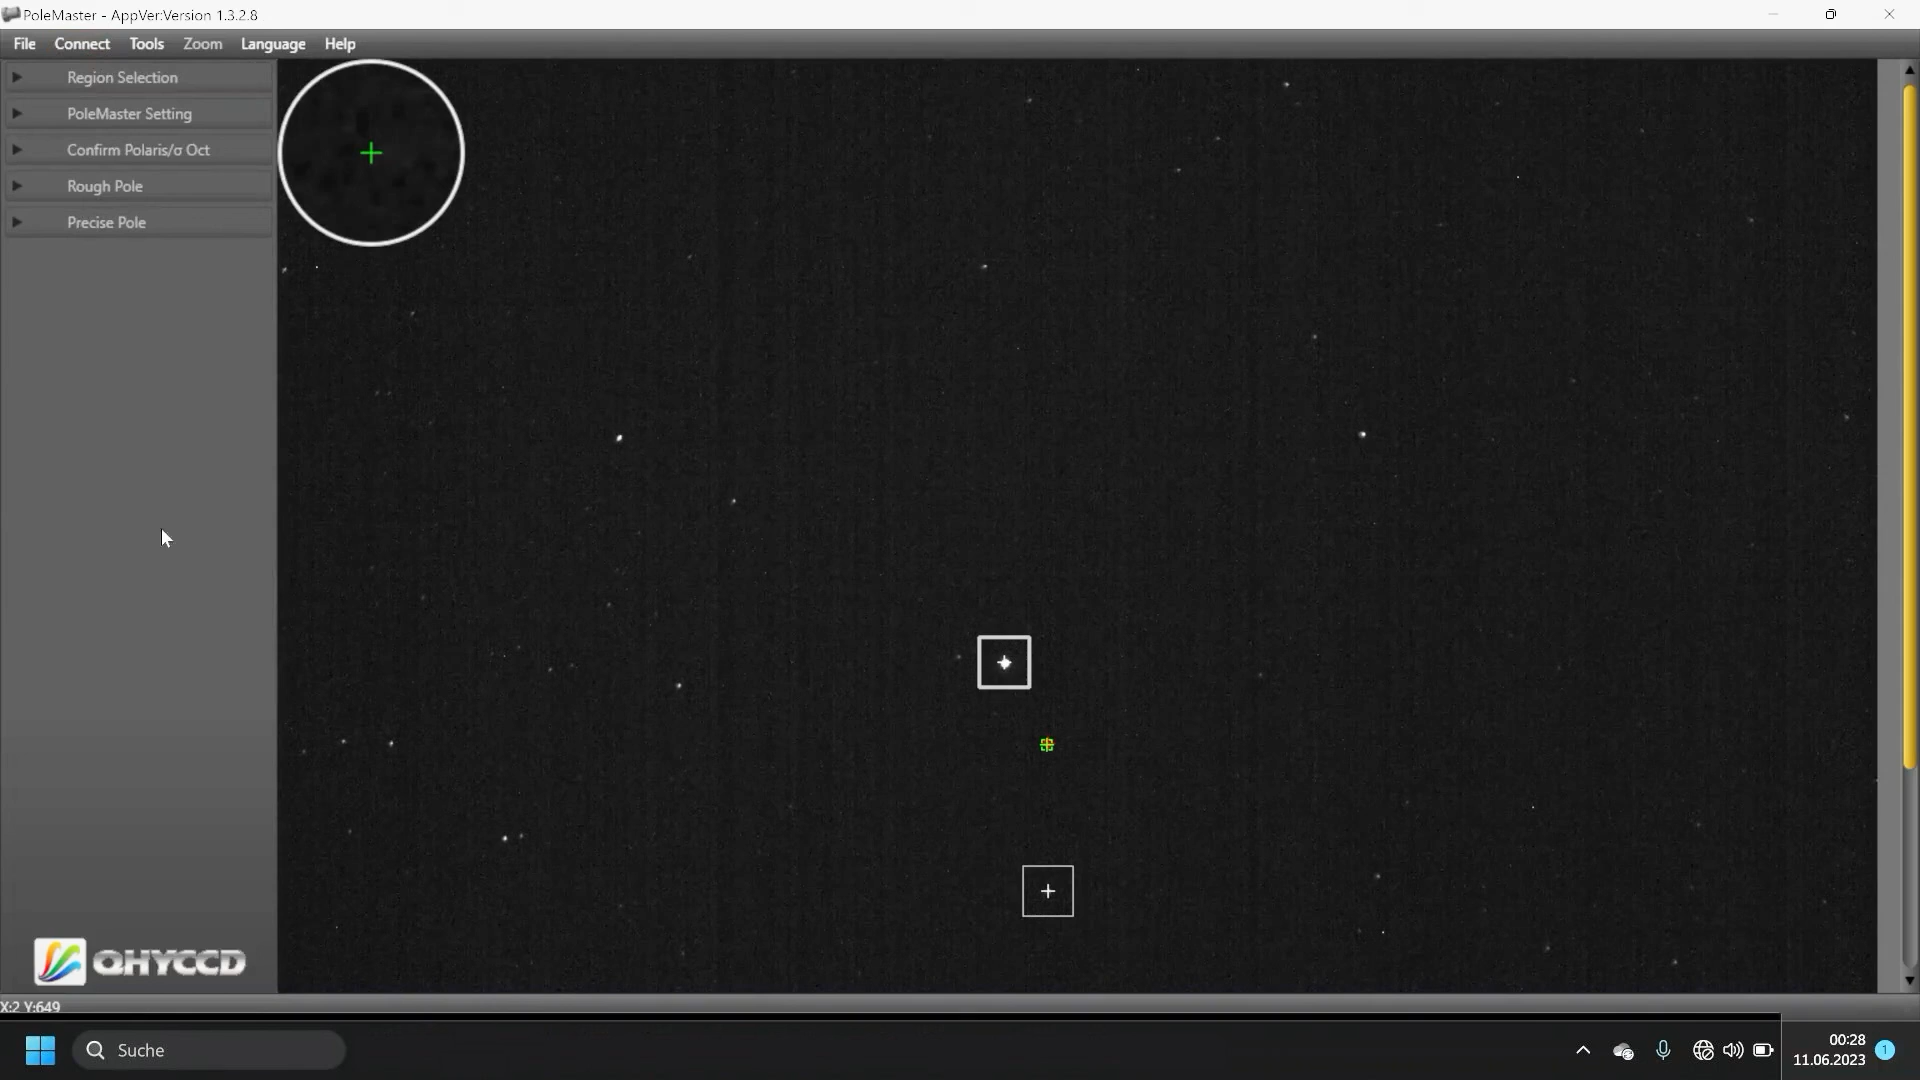 PoleMaster - AppVer:Version 1.3.2.8
File Connect Tools Zoom Language Help
Region Selection
PoleMaster Setting
Confirm Polaris/σ Oct
Rough Pole
Precise Pole
QHYCCD
X:2 Y:649
Suche
00:28
11.06.2023
1